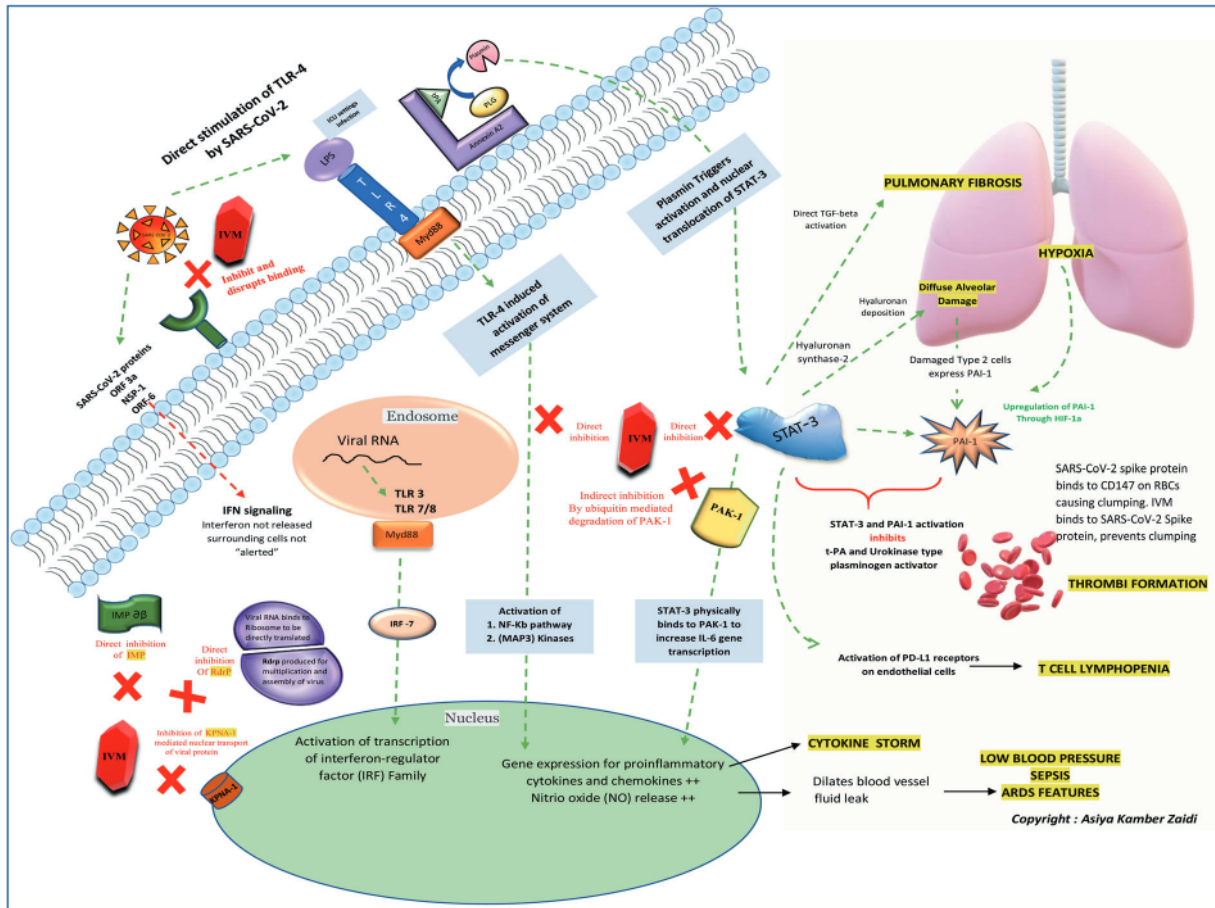 Direct stimulation of TLR-4
by SARS-CoV-2
ICU settings
infection
LPS
TLR4
Myd88
tPA
PLG
Plasmin
Annexin A2
IVM
Inhibit and
disrupts binding
SARS-CoV-2 proteins
ORF 3a
NSP-1
ORF-6
IFN signaling
Interferon not released
surrounding cells not
“alerted”
TLR-4 induced
activation of
messenger system
Plasmin Triggers
activation and nuclear
translocation of STAT-3
Endosome
Viral RNA
TLR 3
TLR 7/8
Myd88
IRF -7
Direct
inhibition
IVM
Direct
inhibition
Indirect inhibition
By ubiquitin mediated
degradation of PAK-1
STAT-3
PAK-1
PULMONARY FIBROSIS
Direct TGF-beta
activation
HYPOXIA
Diffuse Alveolar
Damage
Hyaluronan
deposition
Hyaluronan
synthase-2
Damaged Type 2 cells
express PAI-1
Upregulation of PAI-1
Through HIF-1a
PAI-1
SARS-CoV-2 spike protein
binds to CD147 on RBCs
causing clumping. IVM
binds to SARS-CoV-2 Spike
protein, prevents clumping
STAT-3 and PAI-1 activation
inhibits
t-PA and Urokinase type
plasminogen activator
THROMBI FORMATION
Activation of PD-L1 receptors
on endothelial cells
T CELL LYMPHOPENIA
IMP ∂β
Direct inhibition
of IMP
Direct
inhibition
Of RdrP
Viral RNA binds to
Ribosome to be
directly translated
Rdrp produced for
multiplication and
assembly of virus
IVM
Inhibition of KPNA-1
mediated nuclear transport
of viral protein
KPNA-1
Activation of
1. NF-Kb pathway
2. (MAP3) Kinases
STAT-3 physically
binds to PAK-1 to
increase IL-6 gene
transcription
Nucleus
Activation of transcription
of interferon-regulator
factor (IRF) Family
Gene expression for proinflammatory
cytokines and chemokines ++
Nitrio oxide (NO) release ++
CYTOKINE STORM
Dilates blood vessel
fluid leak
LOW BLOOD PRESSURE
SEPSIS
ARDS FEATURES
Copyright : Asiya Kamber Zaidi